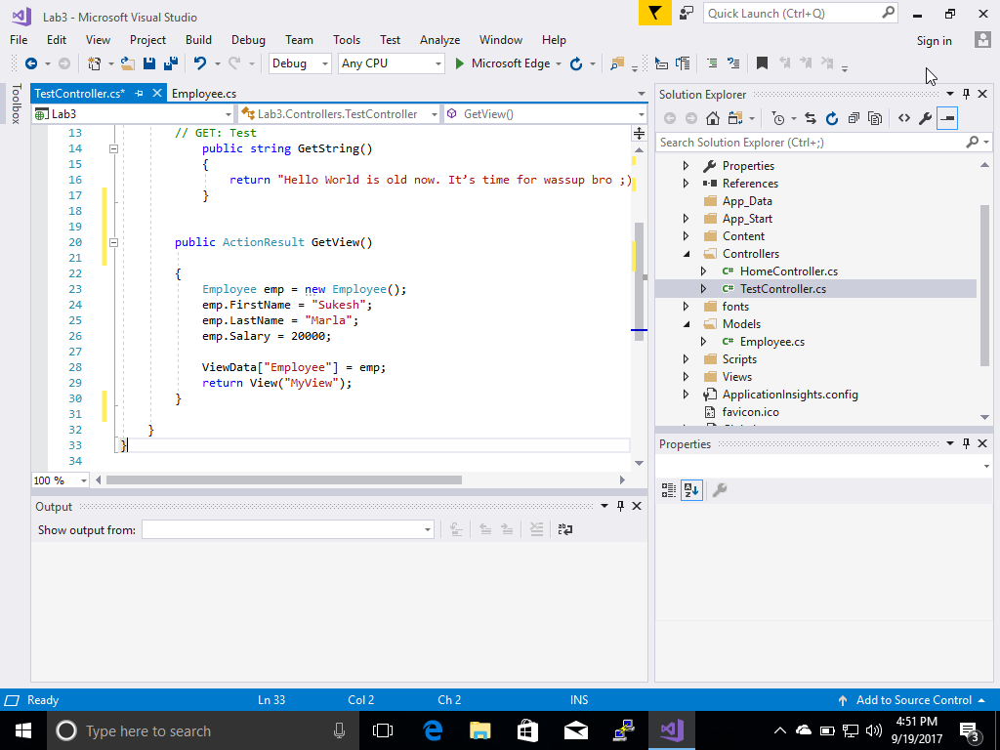 Lab3 - Microsoft Visual Studio
Quick Launch (Ctrl+Q)
File Edit View Project Build Debug Team Tools Test Analyze Window Help
Sign in
Debug Any CPU Microsoft Edge
Toolbox
TestController.cs* Employee.cs
Lab3 Lab3.Controllers.TestController GetView()
13 // GET: Test
14 public string GetString()
15 {
16 return "Hello World is old now. It’s time for wassup bro ;)
17 }
18
19
20 public ActionResult GetView()
21
22 {
23 Employee emp = new Employee();
24 emp.FirstName = "Sukesh";
25 emp.LastName = "Marla";
26 emp.Salary = 20000;
27
28 ViewData["Employee"] = emp;
29 return View("MyView");
30 }
31
32 }
33 }
34
100 %
Output
Show output from:
Solution Explorer
Search Solution Explorer (Ctrl+;)
Properties
References
App_Data
App_Start
Content
Controllers
C# HomeController.cs
C# TestController.cs
fonts
Models
C# Employee.cs
Scripts
Views
ApplicationInsights.config
favicon.ico
Properties
Ready Ln 33 Col 2 Ch 2 INS Add to Source Control
Type here to search
4:51 PM
9/19/2017
3